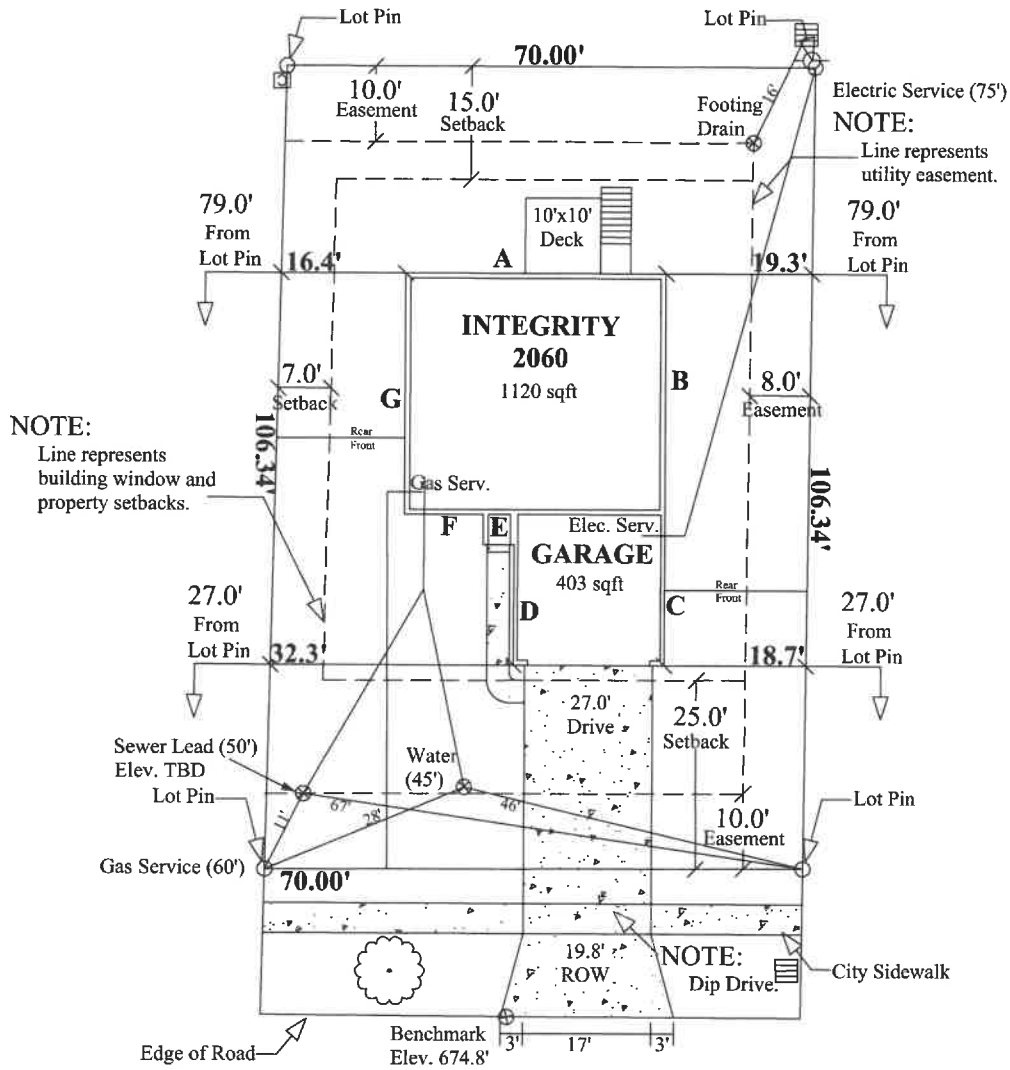 Lot Pin
Lot Pin
70.00'
Electric Service (75')
10.0'
Easement
15.0'
Setback
Footing
Drain
16'
NOTE:
Line represents
utility easement.
79.0'
From
Lot Pin
10'x10'
Deck
79.0'
From
Lot Pin
16.4'
A
19.3'
INTEGRITY
2060
1120 sqft
7.0'
Setback
G
B
8.0'
Easement
NOTE:
Line represents
building window and
property setbacks.
106.34'
Rear
Front
106.34'
Gas Serv.
F
E
Elec. Serv.
GARAGE
403 sqft
D
C
Rear
Front
27.0'
From
Lot Pin
27.0'
From
Lot Pin
32.3'
18.7'
27.0'
Drive
25.0'
Setback
Sewer Lead (50')
Elev. TBD
Water
(45')
Lot Pin
Lot Pin
67'
46'
28'
11'
10.0'
Easement
Gas Service (60')
70.00'
19.8'
ROW
NOTE:
Dip Drive.
City Sidewalk
Edge of Road
Benchmark
Elev. 674.8'
3'
17'
3'